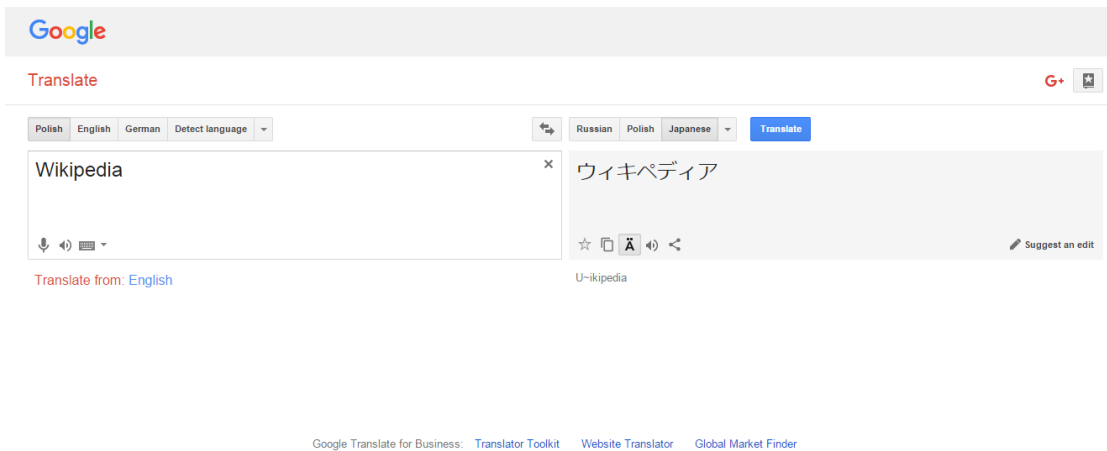 Google
Translate
G+
Polish English German Detect language
Russian Polish Japanese Translate
Wikipedia
ウィキペディア
Ä
Suggest an edit
Translate from: English
U~ikipedia
Google Translate for Business: Translator Toolkit Website Translator Global Market Finder